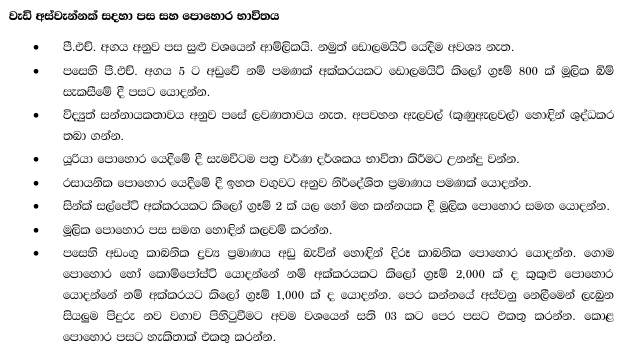 වැඩි අස්වැන්නක් සඳහා පස සහ පොහොර භාවිතය
• පී.එච්. අගය අනුව පස සුළු වශයෙන් ආම්ලිකයි. නමුත් ඩොලමයිට් යෙදීම අවශ්‍ය නැත.
• පසෙහි පී.එච්. අගය 5 ට අඩුවේ නම් පමණක් අක්කරයකට ඩොලමයිට් කිලෝ ග්‍රෑම් 800 ක් මූලික බිම්
සැකසීමේ දී පසට යොදන්න.
• විද්‍යුත් සන්නායකතාවය අනුව පසේ ලවණතාවය නැත. අපවහන ඇලවල් (කුණුඇලවල්) හොඳින් ශුද්ධකර
තබා ගන්න.
• යූරියා පොහොර යෙදීමේ දී සැමවිටම පත්‍ර වර්ණ දර්ශකය භාවිතා කිරීමට උනන්දු වන්න.
• රසායනික පොහොර යෙදීමේ දී ඉහත වගුවට අනුව නිර්දේශිත ප්‍රමාණය පමණක් යොදන්න.
• සින්ක් සල්පේට් අක්කරයකට කිලෝ ග්‍රෑම් 2 ක් යල හෝ මහ කන්නයක දී මූලික පොහොර සමඟ යොදන්න.
• මූලික පොහොර පස සමඟ හොඳින් කලවම් කරන්න.
• පසෙහි අඩංගු කාබනික ද්‍රව්‍ය ප්‍රමාණය අඩු බැවින් හොඳින් දිරූ කාබනික පොහොර යොදන්න. ගොම
පොහොර හෝ කොම්පෝස්ට් යොදන්නේ නම් අක්කරයකට කිලෝ ග්‍රෑම් 2,000 ක් ද කුකුළු පොහොර
යොදන්නේ නම් අක්කරයට කිලෝ ග්‍රෑම් 1,000 ක් ද යොදන්න. පෙර කන්නයේ අස්වනු නෙලීමෙන් ලැබුන
සියලුම පිදුරු නව වගාව පිහිටුවීමට අවම වශයෙන් සති 03 කට පෙර පසට එකතු කරන්න. කොළ
පොහොර පසට හැකිතාක් එකතු කරන්න.